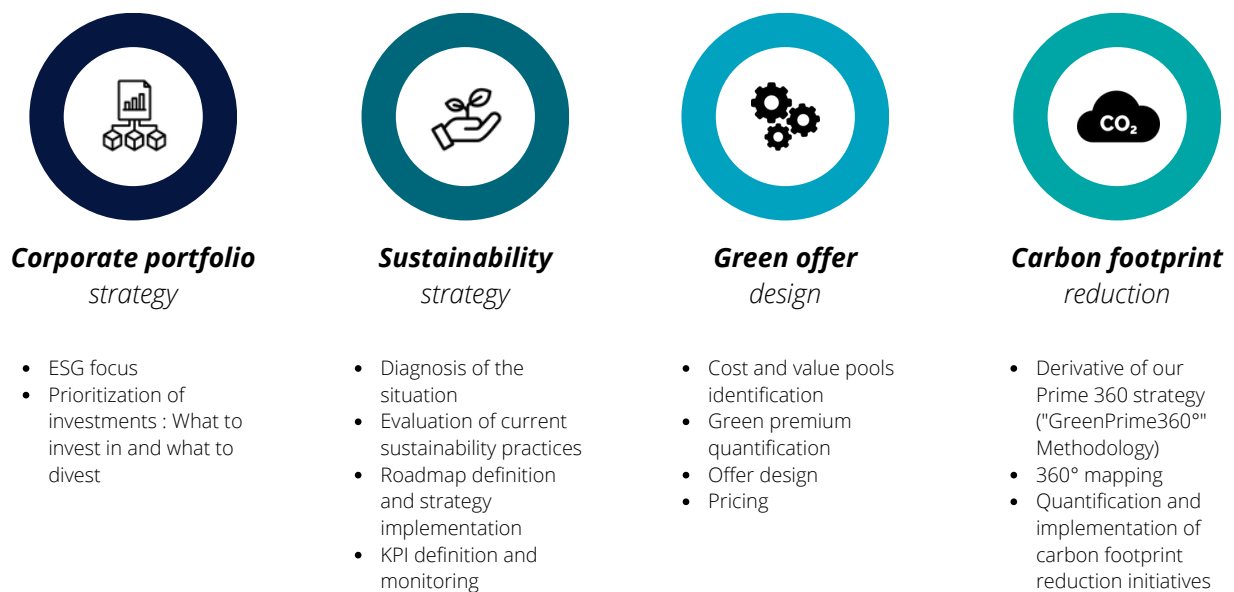 CO₂
Corporate portfolio
strategy
• ESG focus
• Prioritization of
investments : What to
invest in and what to
divest
Sustainability
strategy
• Diagnosis of the
situation
• Evaluation of current
sustainability practices
• Roadmap definition
and strategy
implementation
• KPI definition and
monitoring
Green offer
design
• Cost and value pools
identification
• Green premium
quantification
• Offer design
• Pricing
Carbon footprint
reduction
• Derivative of our
Prime 360 strategy
("GreenPrime360°"
Methodology)
• 360° mapping
• Quantification and
implementation of
carbon footprint
reduction initiatives